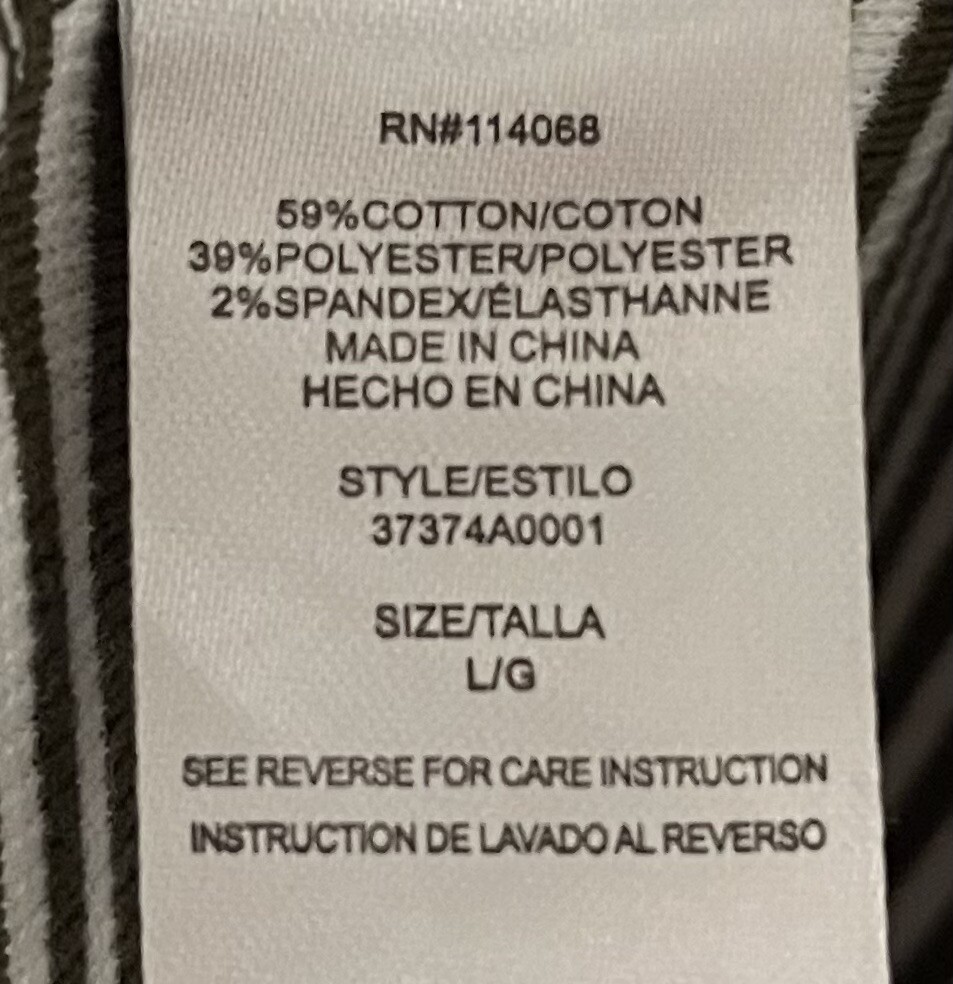 RN#114068
59%COTTON/COTON
39%POLYESTER/POLYESTER
2%SPANDEX/ÉLASTHANNE
MADE IN CHINA
HECHO EN CHINA
STYLE/ESTILO
37374A0001
SIZE/TALLA
L/G
SEE REVERSE FOR CARE INSTRUCTION
INSTRUCTION DE LAVADO AL REVERSO